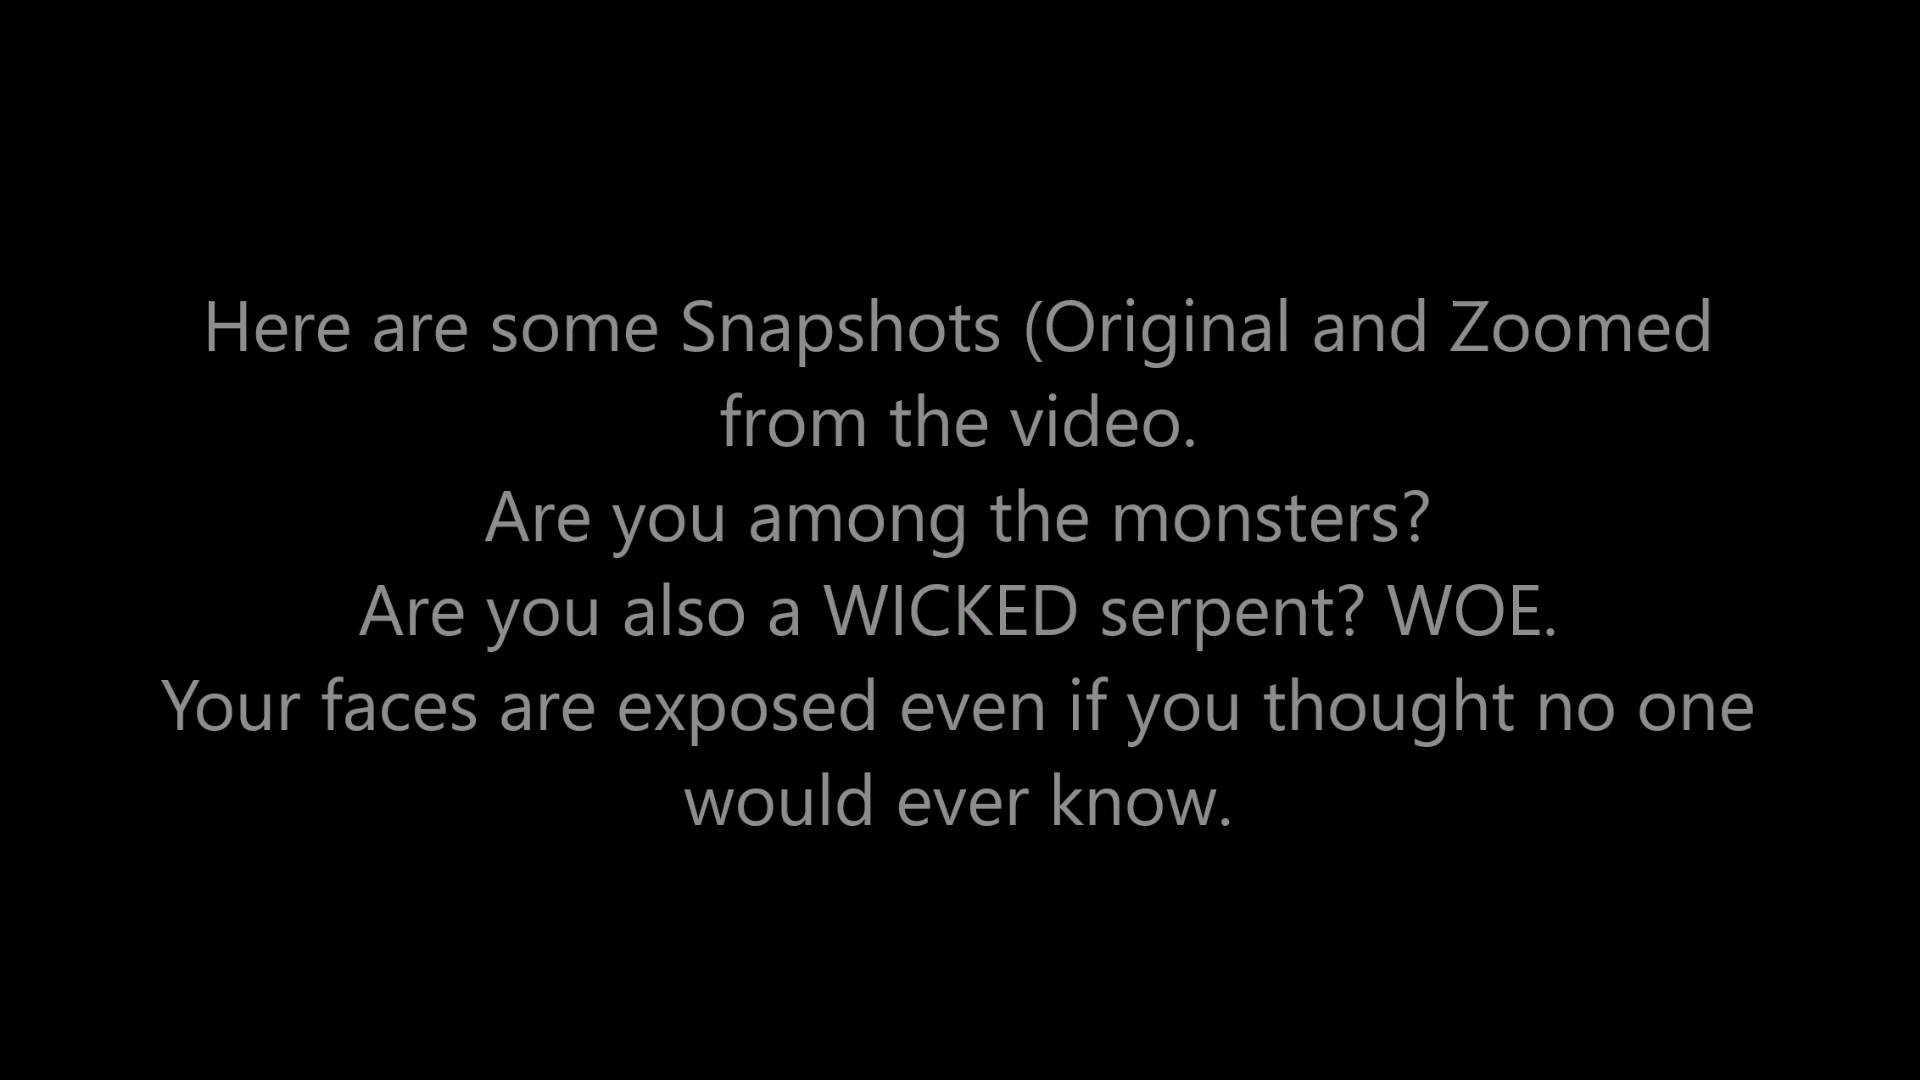 Here are some Snapshots (Original and Zoomed
from the video.
Are you among the monsters?
Are you also a WICKED serpent? WOE.
Your faces are exposed even if you thought no one
would ever know.